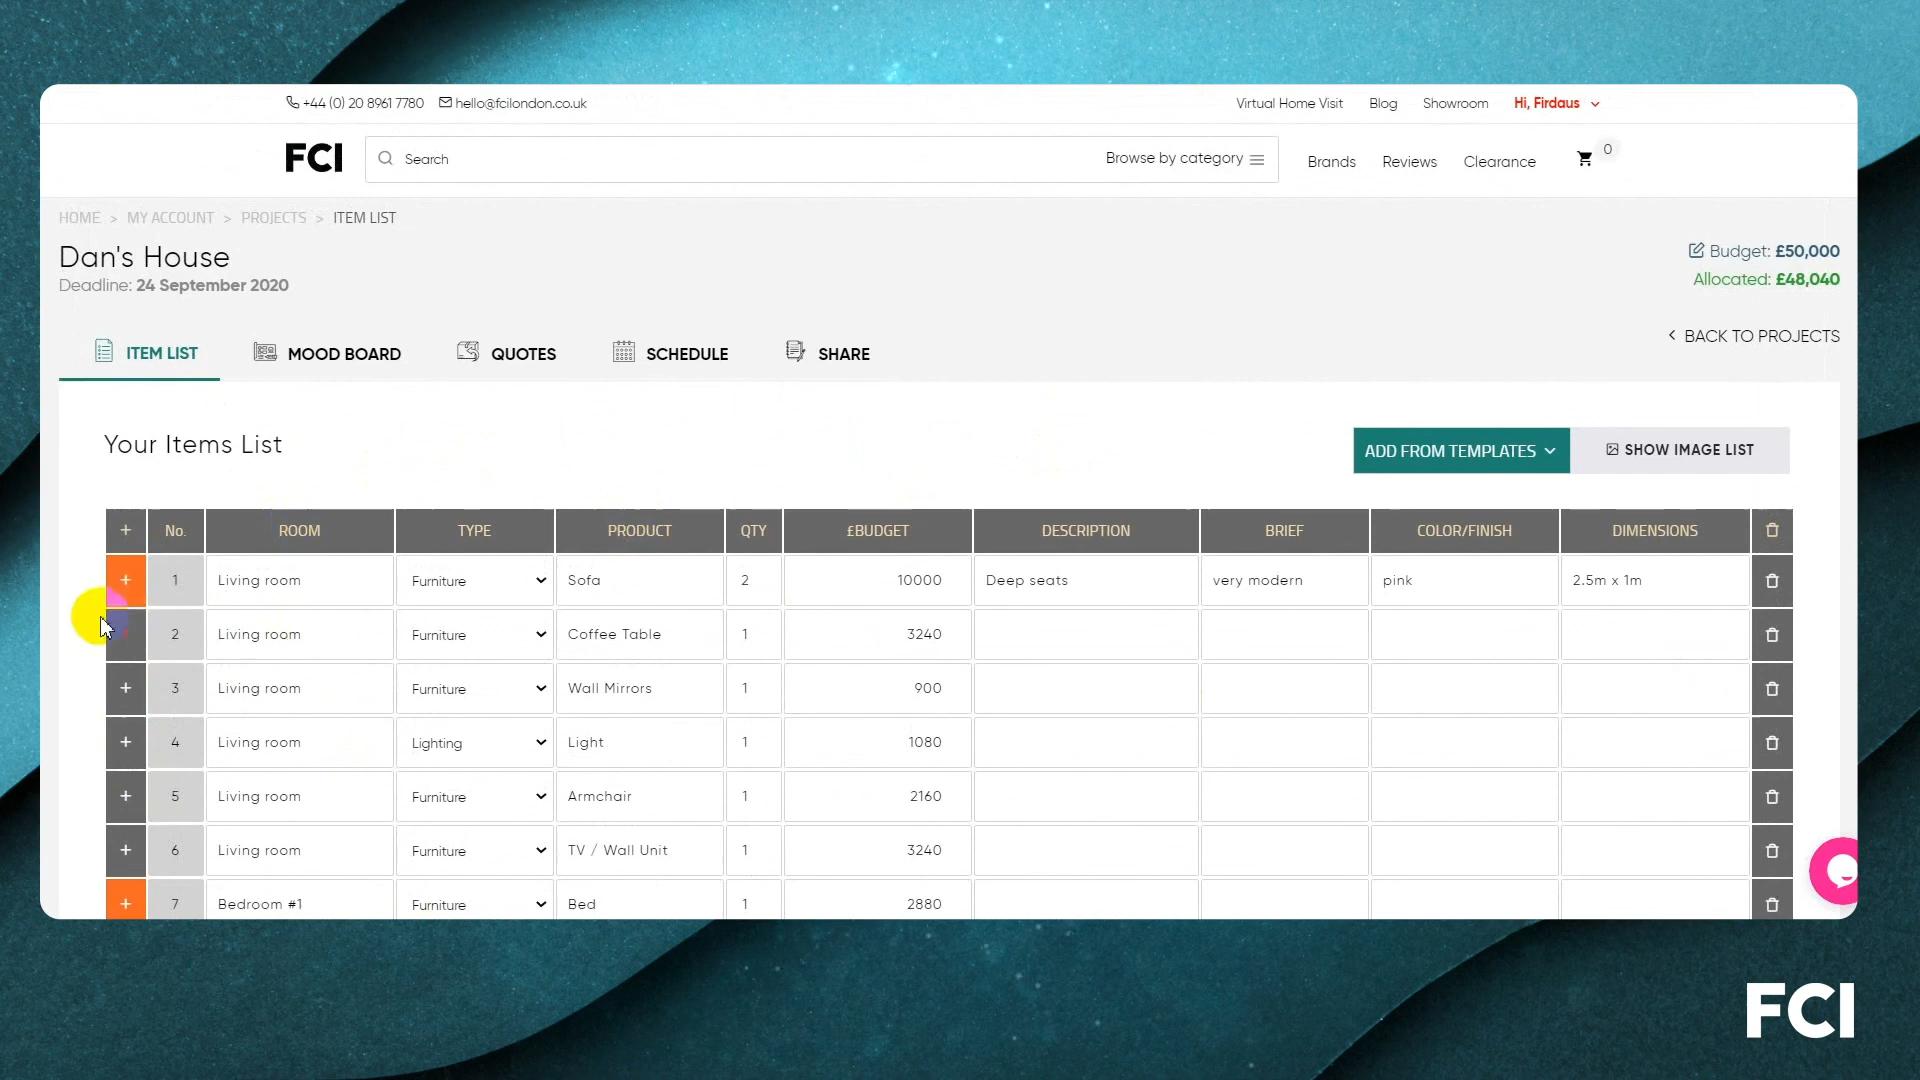 +44 (0) 20 8961 7780 hello@fcilondon.co.uk Virtual Home Visit Blog Showroom Hi, Firdaus
FCI Search Browse by category Brands Reviews Clearance 0
HOME > MY ACCOUNT > PROJECTS > ITEM LIST
Dan's House
Budget: £50,000
Deadline: 24 September 2020
Allocated: £48,040
< BACK TO PROJECTS
ITEM LIST MOOD BOARD QUOTES SCHEDULE SHARE
Your Items List
ADD FROM TEMPLATES SHOW IMAGE LIST
+ No. ROOM TYPE PRODUCT QTY £BUDGET DESCRIPTION BRIEF COLOR/FINISH DIMENSIONS
+ 1 Living room Furniture Sofa 2 10000 Deep seats very modern pink 2.5m x 1m
2 Living room Furniture Coffee Table 1 3240
+ 3 Living room Furniture Wall Mirrors 1 900
+ 4 Living room Lighting Light 1 1080
+ 5 Living room Furniture Armchair 1 2160
+ 6 Living room Furniture TV / Wall Unit 1 3240
+ 7 Bedroom #1 Furniture Bed 1 2880
FCI